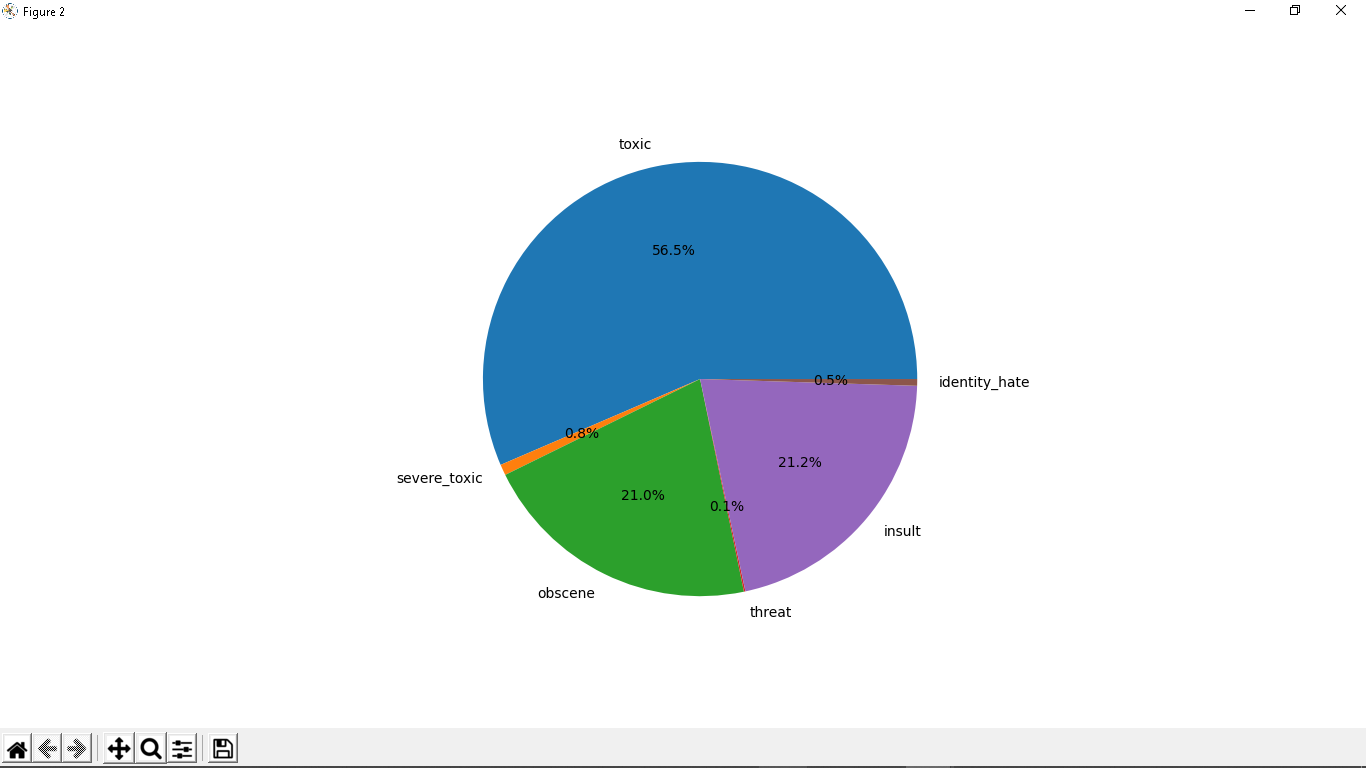 Figure 2
toxic
56.5%
0.5%
identity_hate
0.8%
severe_toxic
21.2%
21.0%
0.1%
insult
obscene
threat